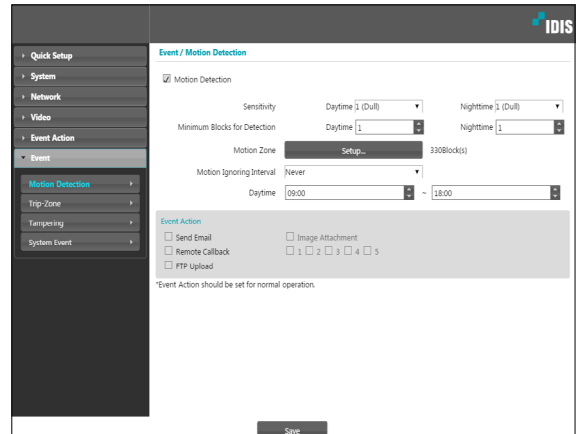 IDIS
Quick Setup
System
Network
Video
Event Action
Event
Motion Detection
Trip-Zone
Tampering
System Event
Event / Motion Detection
Motion Detection
Sensitivity Daytime 1 (Dull) Nighttime 1 (Dull)
Minimum Blocks for Detection Daytime 1 Nighttime 1
Motion Zone Setup... 330Block(s)
Motion Ignoring Interval Never
Daytime 09:00 ~ 18:00
Event Action
Send Email Image Attachment
Remote Callback 1 2 3 4 5
FTP Upload
*Event Action should be set for normal operation.
Save